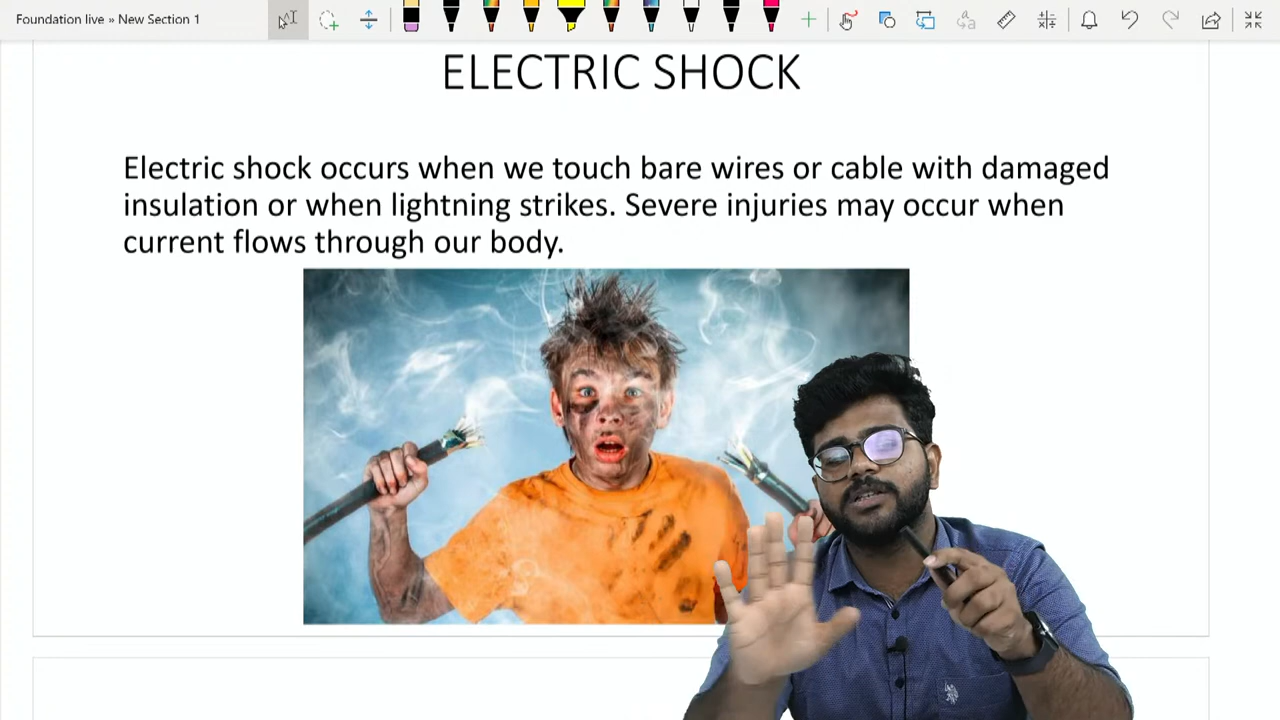 Foundation live » New Section 1
ELECTRIC SHOCK
Electric shock occurs when we touch bare wires or cable with damaged
insulation or when lightning strikes. Severe injuries may occur when
current flows through our body.